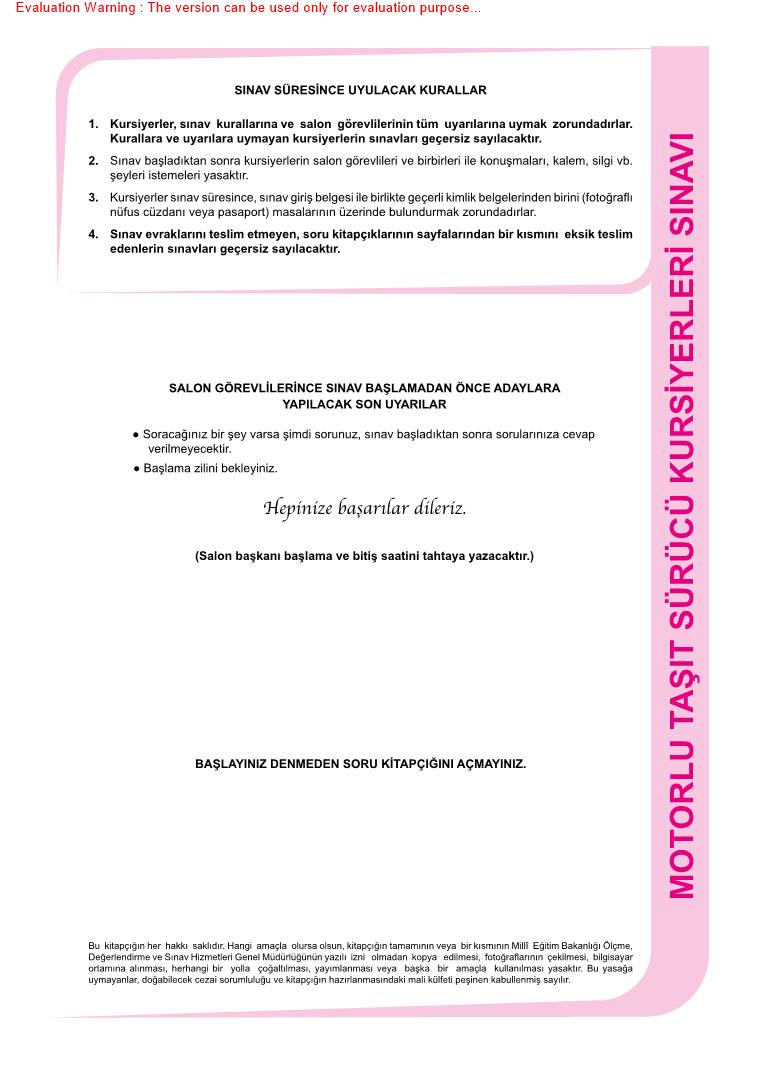 Evaluation Warning : The version can be used only for evaluation purpose...
SINAV SÜRESİNCE UYULACAK KURALLAR
1. Kursiyerler, sınav kurallarına ve salon görevlilerinin tüm uyarılarına uymak zorundadırlar.
Kurallara ve uyarılara uymayan kursiyerlerin sınavları geçersiz sayılacaktır.
2. Sınav başladıktan sonra kursiyerlerin salon görevlileri ve birbirleri ile konuşmaları, kalem, silgi vb.
şeyleri istemeleri yasaktır.
3. Kursiyerler sınav süresince, sınav giriş belgesi ile birlikte geçerli kimlik belgelerinden birini (fotoğraflı
nüfus cüzdanı veya pasaport) masalarının üzerinde bulundurmak zorundadırlar.
4. Sınav evraklarını teslim etmeyen, soru kitapçıklarının sayfalarından bir kısmını eksik teslim
edenlerin sınavları geçersiz sayılacaktır.
SALON GÖREVLİLERİNCE SINAV BAŞLAMADAN ÖNCE ADAYLARA
YAPILACAK SON UYARILAR
● Soracağınız bir şey varsa şimdi sorunuz, sınav başladıktan sonra sorularınıza cevap
verilmeyecektir.
● Başlama zilini bekleyiniz.
Hepinize başarılar dileriz.
(Salon başkanı başlama ve bitiş saatini tahtaya yazacaktır.)
BAŞLAYINIZ DENMEDEN SORU KİTAPÇIĞINI AÇMAYINIZ.
Bu kitapçığın her hakkı saklıdır. Hangi amaçla olursa olsun, kitapçığın tamamının veya bir kısmının Millî Eğitim Bakanlığı Ölçme,
Değerlendirme ve Sınav Hizmetleri Genel Müdürlüğünün yazılı izni olmadan kopya edilmesi, fotoğraflarının çekilmesi, bilgisayar
ortamına alınması, herhangi bir yolla çoğaltılması, yayımlanması veya başka bir amaçla kullanılması yasaktır. Bu yasağa
uymayanlar, doğabilecek cezai sorumluluğu ve kitapçığın hazırlanmasındaki mali külfeti peşinen kabullenmiş sayılır.
MOTORLU TAŞIT SÜRÜCÜ KURSİYERLERİ SINAVI